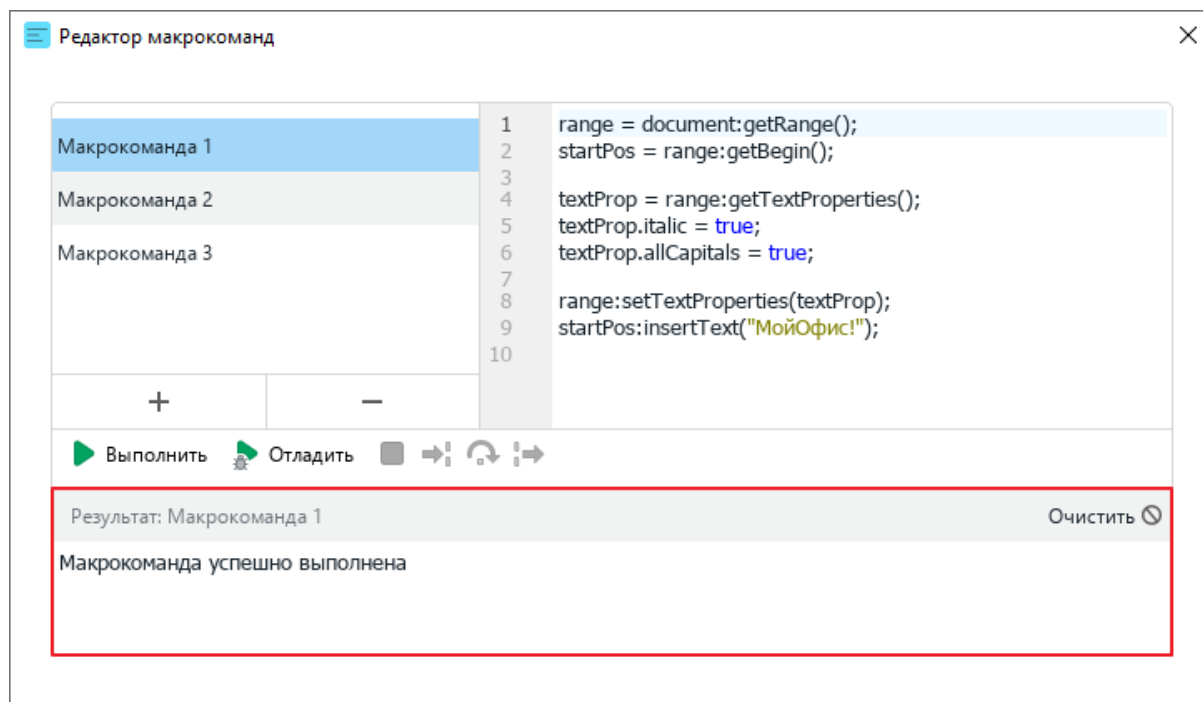 Редактор макрокоманд
Макрокоманда 1
Макрокоманда 2
Макрокоманда 3
1 range = document:getRange();
2 startPos = range:getBegin();
3
4 textProp = range:getTextProperties();
5 textProp.italic = true;
6 textProp.allCapitals = true;
7
8 range:setTextProperties(textProp);
9 startPos:insertText("МойОфис!");
10
+ −
Выполнить Отладить
Результат: Макрокоманда 1 Очистить
Макрокоманда успешно выполнена